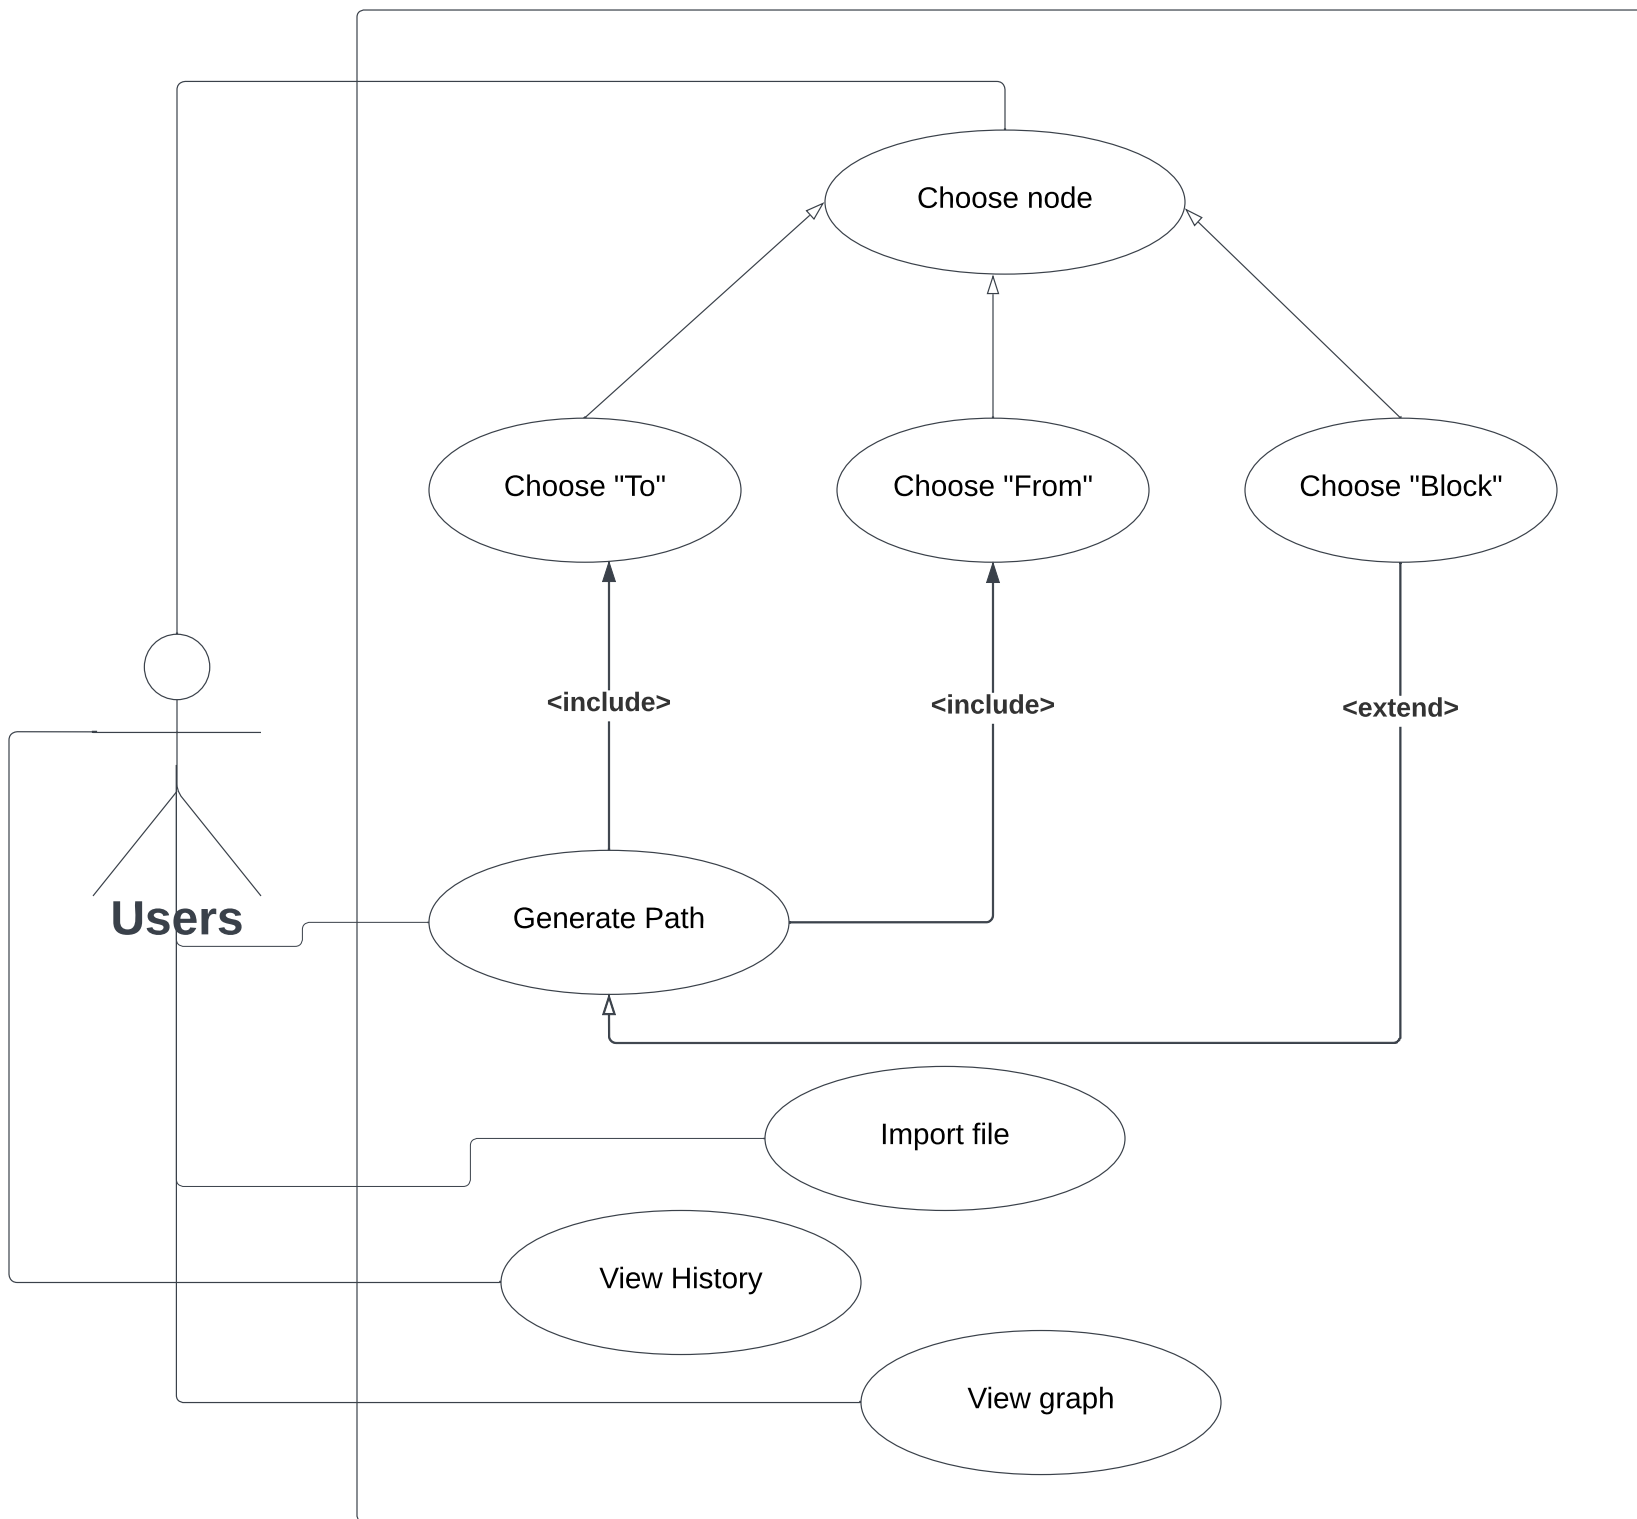 Choose node
Choose "To"
Choose "From"
Choose "Block"
<include>
<include>
<extend>
Users
Generate Path
Import file
View History
View graph